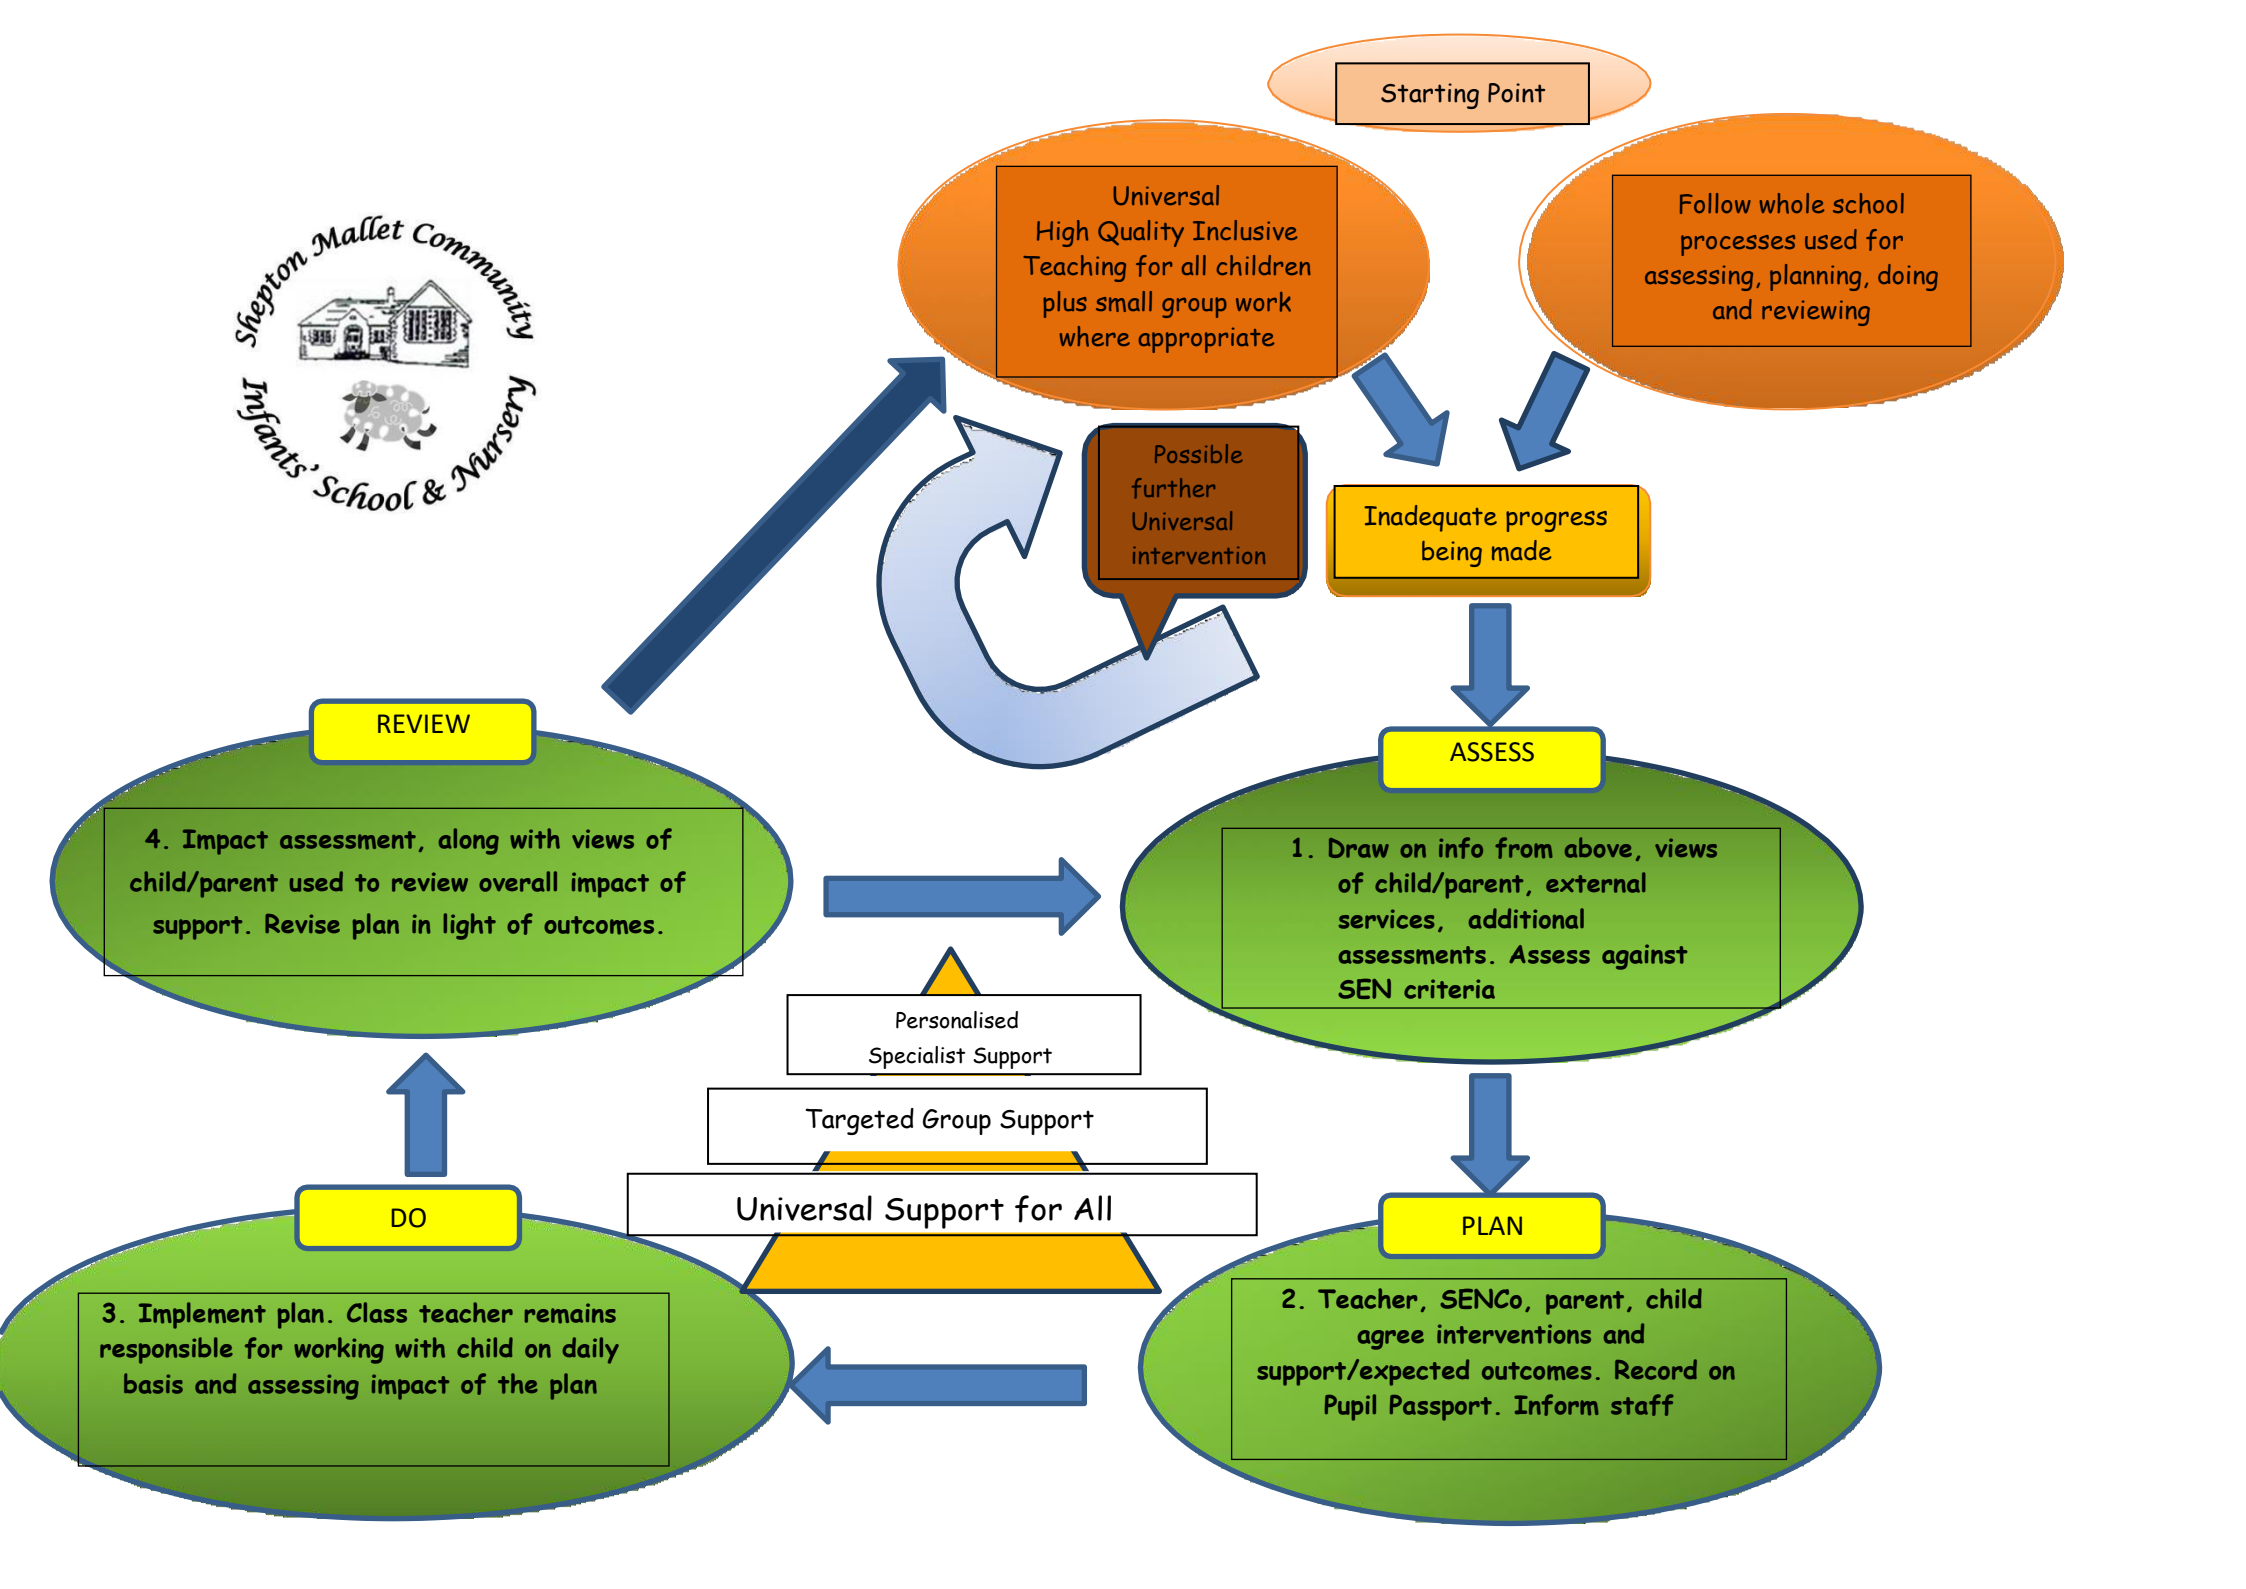 Starting Point
Shepton Mallet Community
Infants' School & Nursery
Universal
High Quality Inclusive
Teaching for all children
plus small group work
where appropriate
Follow whole school
processes used for
assessing, planning, doing
and reviewing
Possible
further
Universal
intervention
Inadequate progress
being made
REVIEW
4. Impact assessment, along with views of
child/parent used to review overall impact of
support. Revise plan in light of outcomes.
ASSESS
1. Draw on info from above, views
of child/parent, external
services, additional
assessments. Assess against
SEN criteria
Personalised
Specialist Support
Targeted Group Support
Universal Support for All
DO
3. Implement plan. Class teacher remains
responsible for working with child on daily
basis and assessing impact of the plan
PLAN
2. Teacher, SENCo, parent, child
agree interventions and
support/expected outcomes. Record on
Pupil Passport. Inform staff